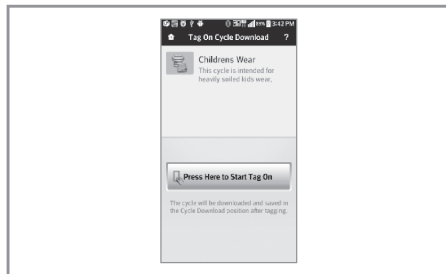 3:42 PM
Tag On Cycle Download ?
Childrens Wear
This cycle is intended for
heavily soiled kids wear.
Press Here to Start Tag On
The cycle will be downloaded and saved in
the Cycle Download position after tagging.